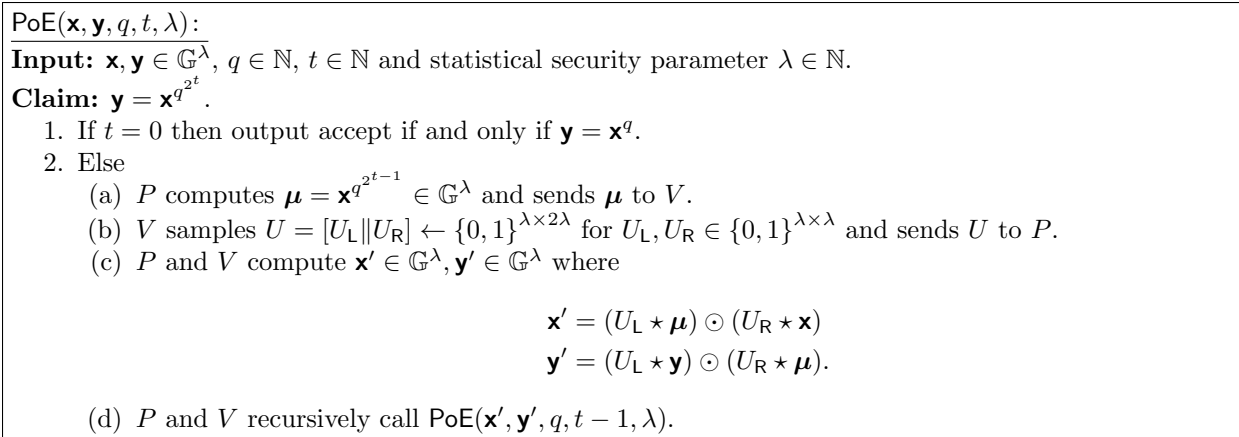 PoE(𝐱, 𝐲, q, t, λ):
Input: 𝐱, 𝐲 ∈ 𝔾^λ, q ∈ ℕ, t ∈ ℕ and statistical security parameter λ ∈ ℕ.
Claim: 𝐲 = 𝐱^{q^{2^t}}.
1. If t = 0 then output accept if and only if 𝐲 = 𝐱^q.
2. Else
(a) P computes 𝝁 = 𝐱^{q^{2^{t−1}}} ∈ 𝔾^λ and sends 𝝁 to V.
(b) V samples U = [U_L∥U_R] ← {0, 1}^{λ×2λ} for U_L, U_R ∈ {0, 1}^{λ×λ} and sends U to P.
(c) P and V compute 𝐱′ ∈ 𝔾^λ, 𝐲′ ∈ 𝔾^λ where
𝐱′ = (U_L ⋆ 𝝁) ⊙ (U_R ⋆ 𝐱)
𝐲′ = (U_L ⋆ 𝐲) ⊙ (U_R ⋆ 𝝁).
(d) P and V recursively call PoE(𝐱′, 𝐲′, q, t − 1, λ).